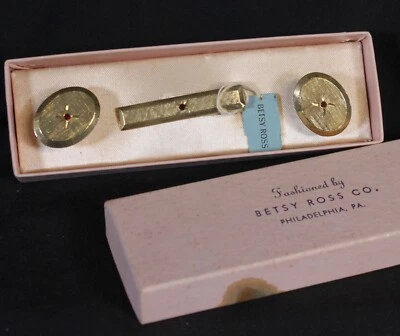 BETSY ROSS
Fashioned by
BETSY ROSS CO.
PHILADELPHIA, PA.